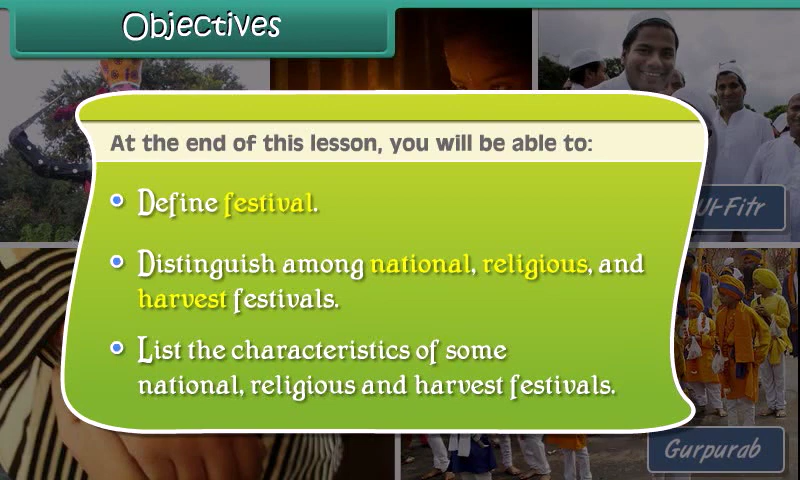 Objectives
At the end of this lesson, you will be able to:
Define festival.
Distinguish among national, religious, and
harvest festivals.
List the characteristics of some
national, religious and harvest festivals.
Ul-Fitr
Gurpurab